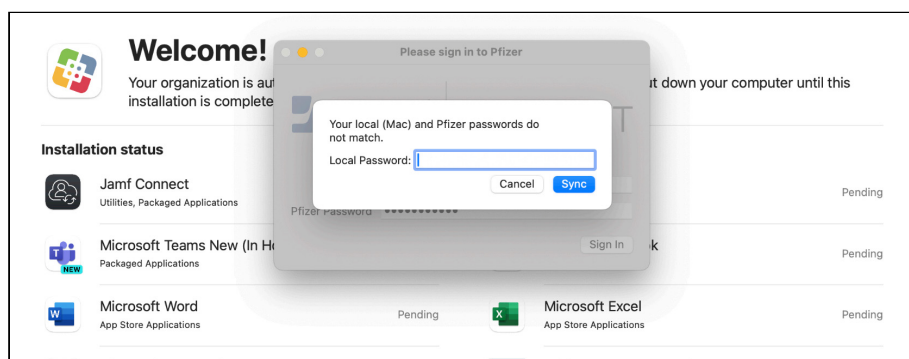 Welcome!
Your organization is aut
ut down your computer until this
installation is complete
Please sign in to Pfizer
T
Your local (Mac) and Pfizer passwords do
not match.
Local Password:
Cancel
Sync
Pfizer Password
Sign In
Installation status
Jamf Connect
Utilities, Packaged Applications
Pending
Microsoft Teams New (In Ho
Packaged Applications
NEW
ok
Pending
Microsoft Word
App Store Applications
Pending
Microsoft Excel
App Store Applications
Pending